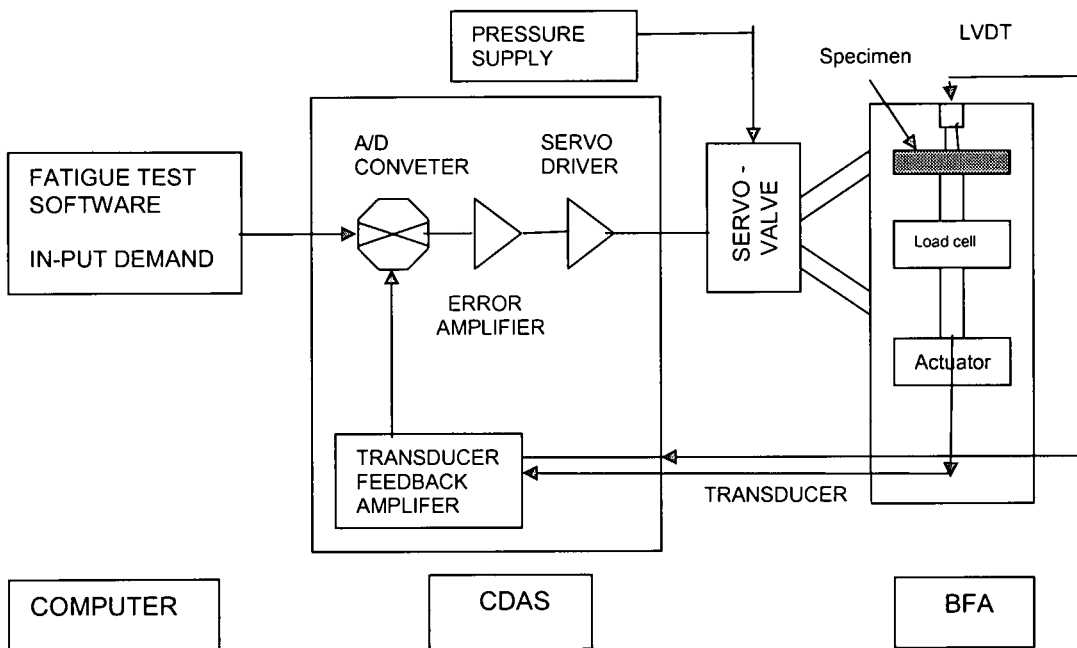 PRESSURE
SUPPLY
LVDT
Specimen
A/D
CONVETER
SERVO
DRIVER
FATIGUE TEST
SOFTWARE
IN-PUT DEMAND
SERVO -
VALVE
Load cell
ERROR
AMPLIFIER
Actuator
TRANSDUCER
FEEDBACK
AMPLIFER
TRANSDUCER
COMPUTER
CDAS
BFA